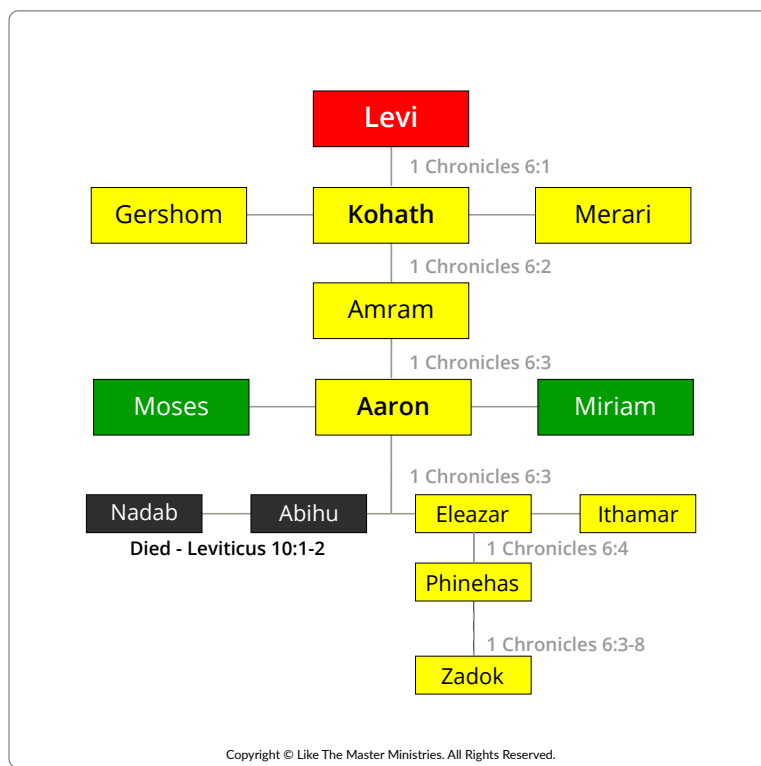 Levi
1 Chronicles 6:1
Gershom
Kohath
Merari
1 Chronicles 6:2
Amram
1 Chronicles 6:3
Moses
Aaron
Miriam
1 Chronicles 6:3
Nadab
Abihu
Eleazar
Ithamar
Died - Leviticus 10:1-2
1 Chronicles 6:4
Phinehas
1 Chronicles 6:3-8
Zadok
Copyright © Like The Master Ministries. All Rights Reserved.